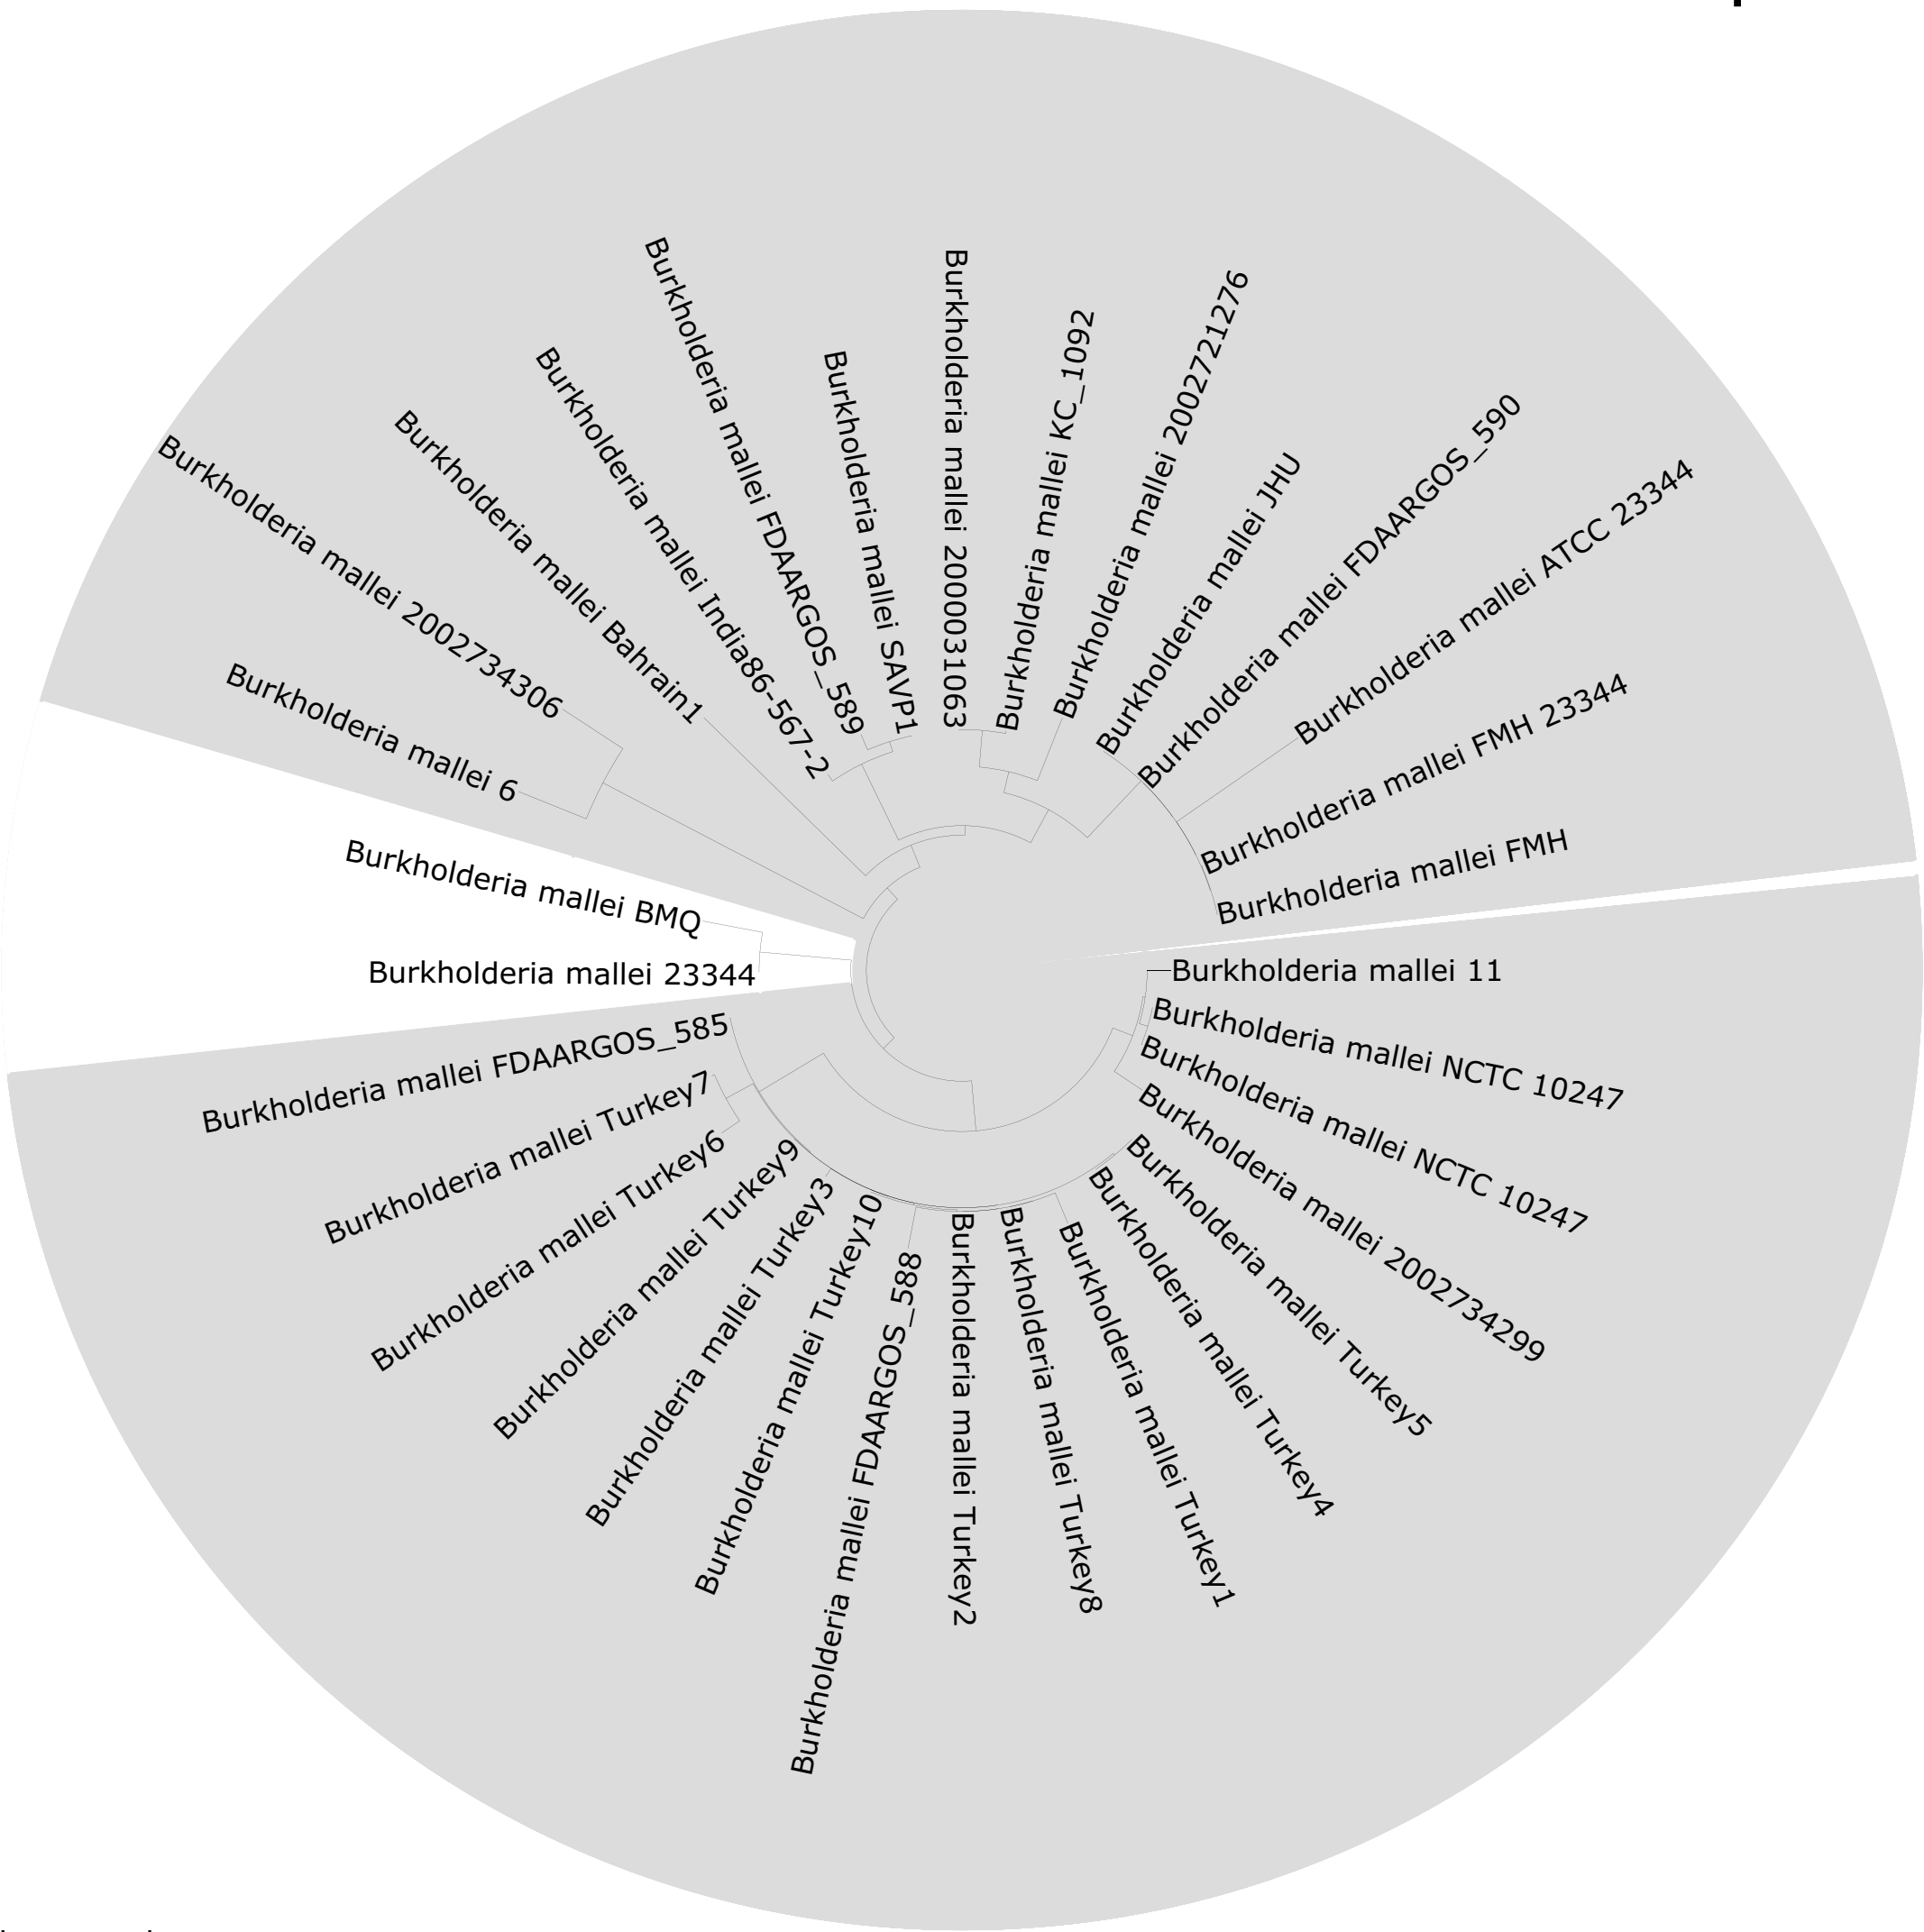 Burkholderia mallei 2000031063
Burkholderia mallei KC_1092
Burkholderia mallei 2002721276
Burkholderia mallei JHU
Burkholderia mallei FDAARGOS_590
Burkholderia mallei ATCC 23344
Burkholderia mallei FMH 23344
Burkholderia mallei FMH
Burkholderia mallei 11
Burkholderia mallei NCTC 10247
Burkholderia mallei NCTC 10247
Burkholderia mallei 2002734299
Burkholderia mallei Turkey5
Burkholderia mallei Turkey4
Burkholderia mallei Turkey1
Burkholderia mallei Turkey8
Burkholderia mallei Turkey2
Burkholderia mallei FDAARGOS_588
Burkholderia mallei Turkey10
Burkholderia mallei Turkey3
Burkholderia mallei Turkey9
Burkholderia mallei Turkey6
Burkholderia mallei Turkey7
Burkholderia mallei FDAARGOS_585
Burkholderia mallei 23344
Burkholderia mallei BMQ
Burkholderia mallei 6
Burkholderia mallei 2002734306
Burkholderia mallei Bahrain1
Burkholderia mallei India86-567-2
Burkholderia mallei FDAARGOS_589
Burkholderia mallei SAVP1